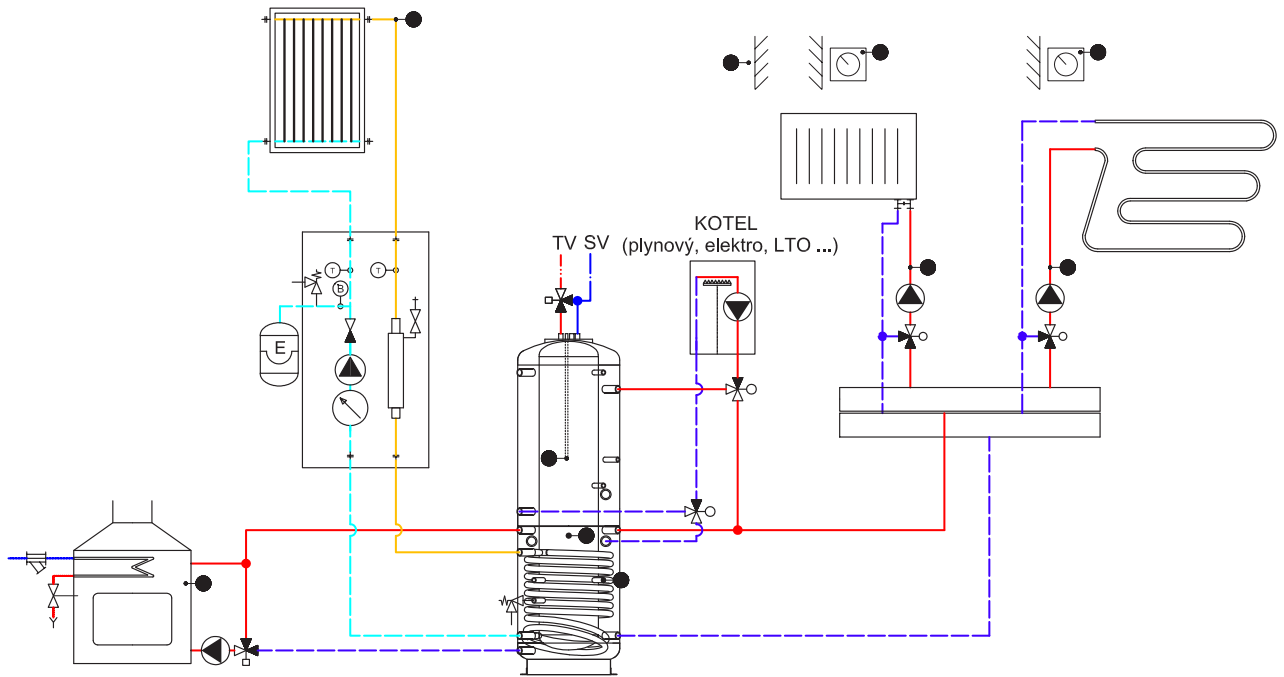 KOTEL
TV SV (plynový, elektro, LTO ...)
T T
B
E